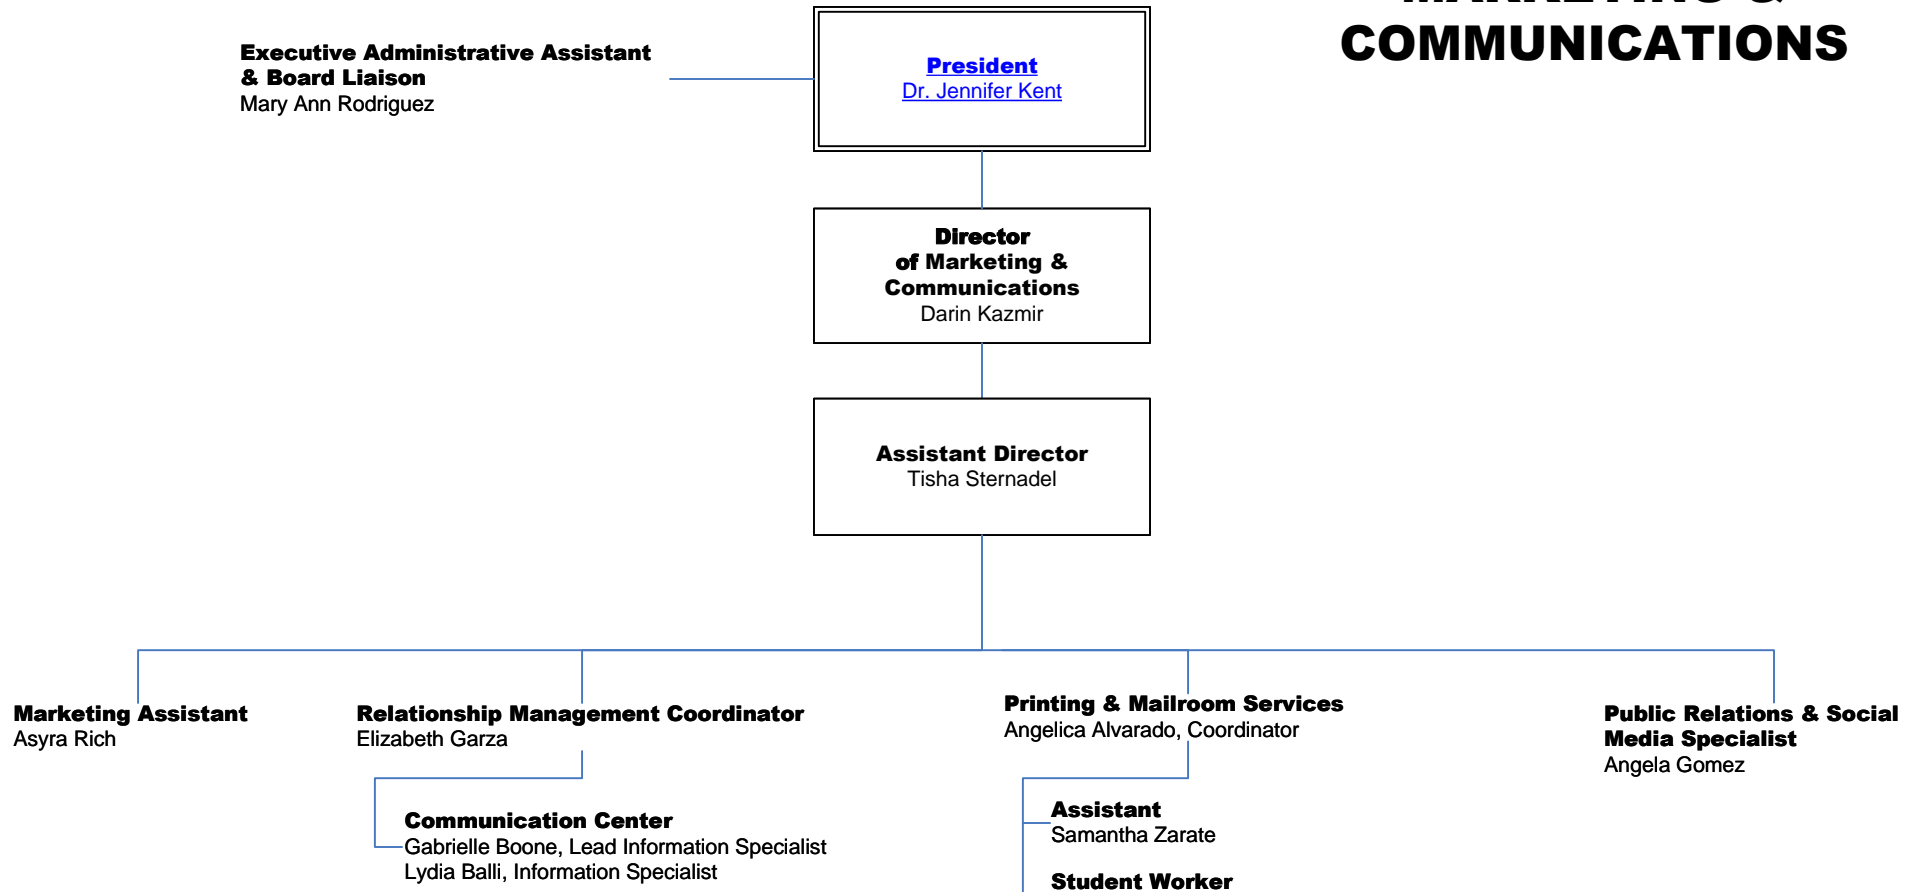 MARKETING &
COMMUNICATIONS
Executive Administrative Assistant
& Board Liaison
Mary Ann Rodriguez
President
Dr. Jennifer Kent
Director
of Marketing &
Communications
Darin Kazmir
Assistant Director
Tisha Sternadel
Marketing Assistant
Asyra Rich
Relationship Management Coordinator
Elizabeth Garza
Communication Center
Gabrielle Boone, Lead Information Specialist
Lydia Balli, Information Specialist
Printing & Mailroom Services
Angelica Alvarado, Coordinator
Assistant
Samantha Zarate
Student Worker
Public Relations & Social
Media Specialist
Angela Gomez